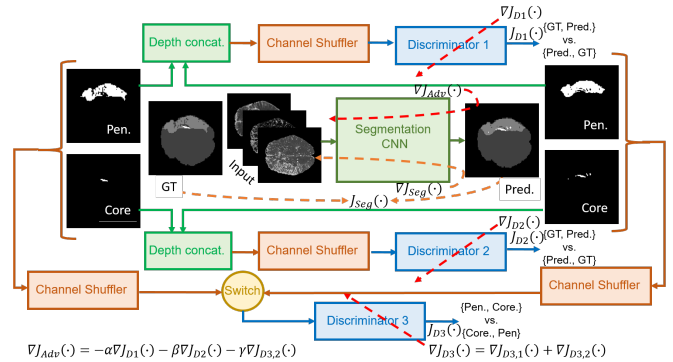 ∇J_{D1}(·)
Depth concat.
Channel Shuffler
Discriminator 1
J_{D1}(·)
{GT, Pred.}
vs.
{Pred., GT}
∇J_{Adv}(·)
Pen.
Segmentation
CNN
Pen.
Input
GT
Pred.
∇J_{Seg}(·)
J_{Seg}(·)
Core
Core
∇J_{D2}(·)
Depth concat.
Channel Shuffler
Discriminator 2
J_{D2}(·)
{GT, Pred.}
vs.
{Pred., GT}
Channel Shuffler
Switch
Channel Shuffler
Discriminator 3
{Pen., Core.}
vs.
{Core., Pen}
J_{D3}(·)
∇J_{Adv}(·) = −α∇J_{D1}(·) − β∇J_{D2}(·) − γ∇J_{D3,2}(·)
∇J_{D3}(·) = ∇J_{D3,1}(·) + ∇J_{D3,2}(·)